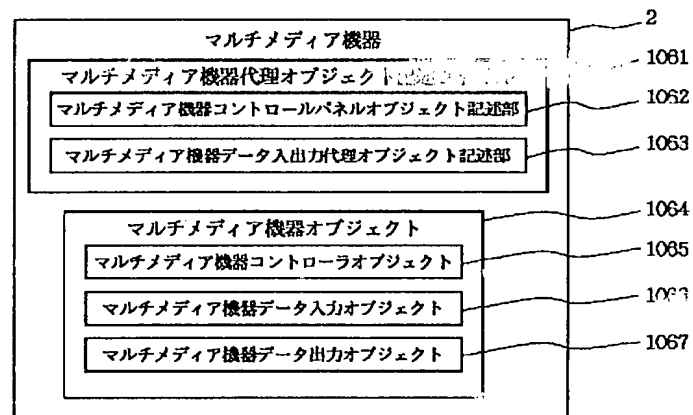 マルチメディア機器
2
マルチメディア機器代理オブジェクト
1061
マルチメディア機器コントロールパネルオブジェクト記述部
1062
マルチメディア機器データ入出力代理オブジェクト記述部
1063
マルチメディア機器オブジェクト
1064
マルチメディア機器コントローラオブジェクト
1065
マルチメディア機器データ入力オブジェクト
マルチメディア機器データ出力オブジェクト
1067